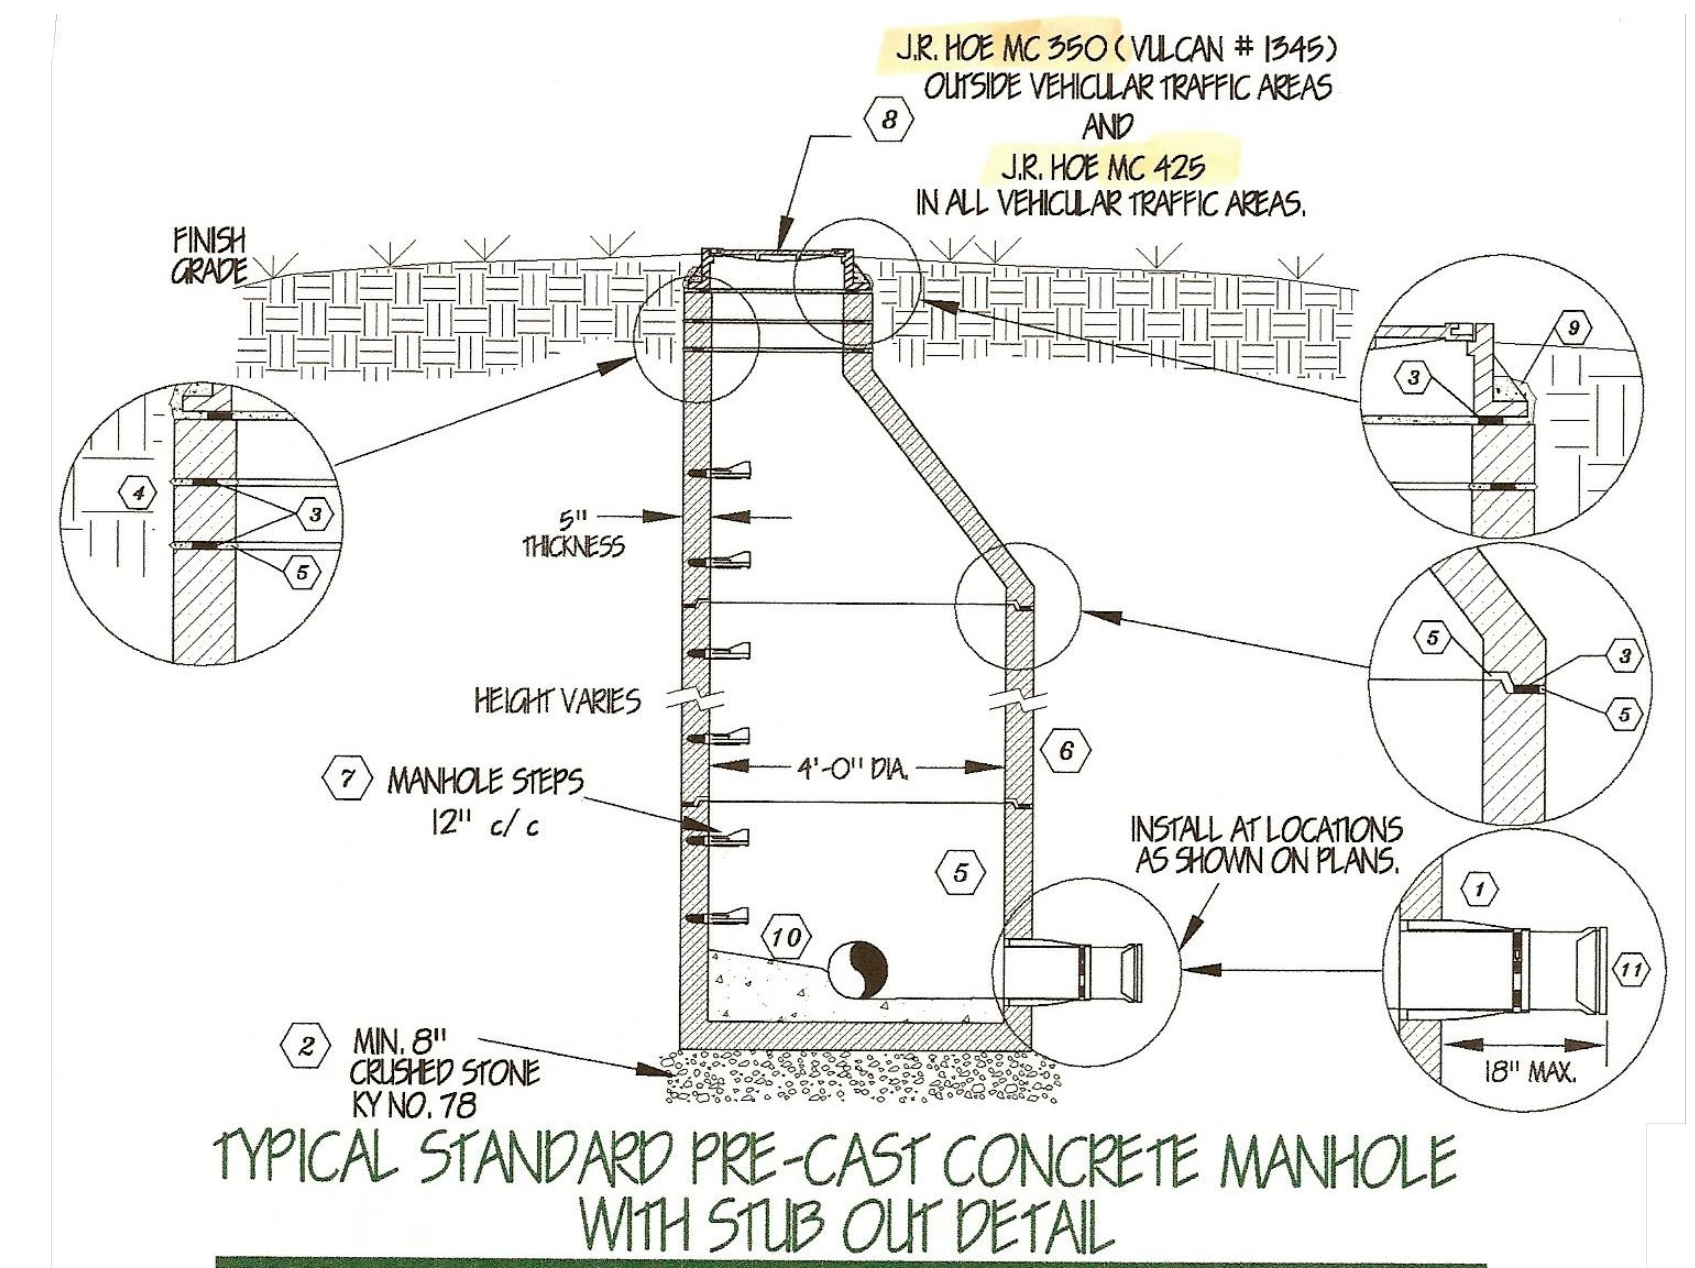 J.R. HOE MC 350 (VULCAN # 1345)
OUTSIDE VEHICULAR TRAFFIC AREAS
AND
J.R. HOE MC 425
IN ALL VEHICULAR TRAFFIC AREAS.
8
FINISH
GRADE
9
3
4
3
5
5"
THICKNESS
5
3
5
HEIGHT VARIES
6
7
MANHOLE STEPS
12" c/c
4'-0" DIA.
INSTALL AT LOCATIONS
AS SHOWN ON PLANS.
5
1
10
11
18" MAX.
2
MIN. 8"
CRUSHED STONE
KY NO. 78
TYPICAL STANDARD PRE-CAST CONCRETE MANHOLE
WITH STUB OUT DETAIL